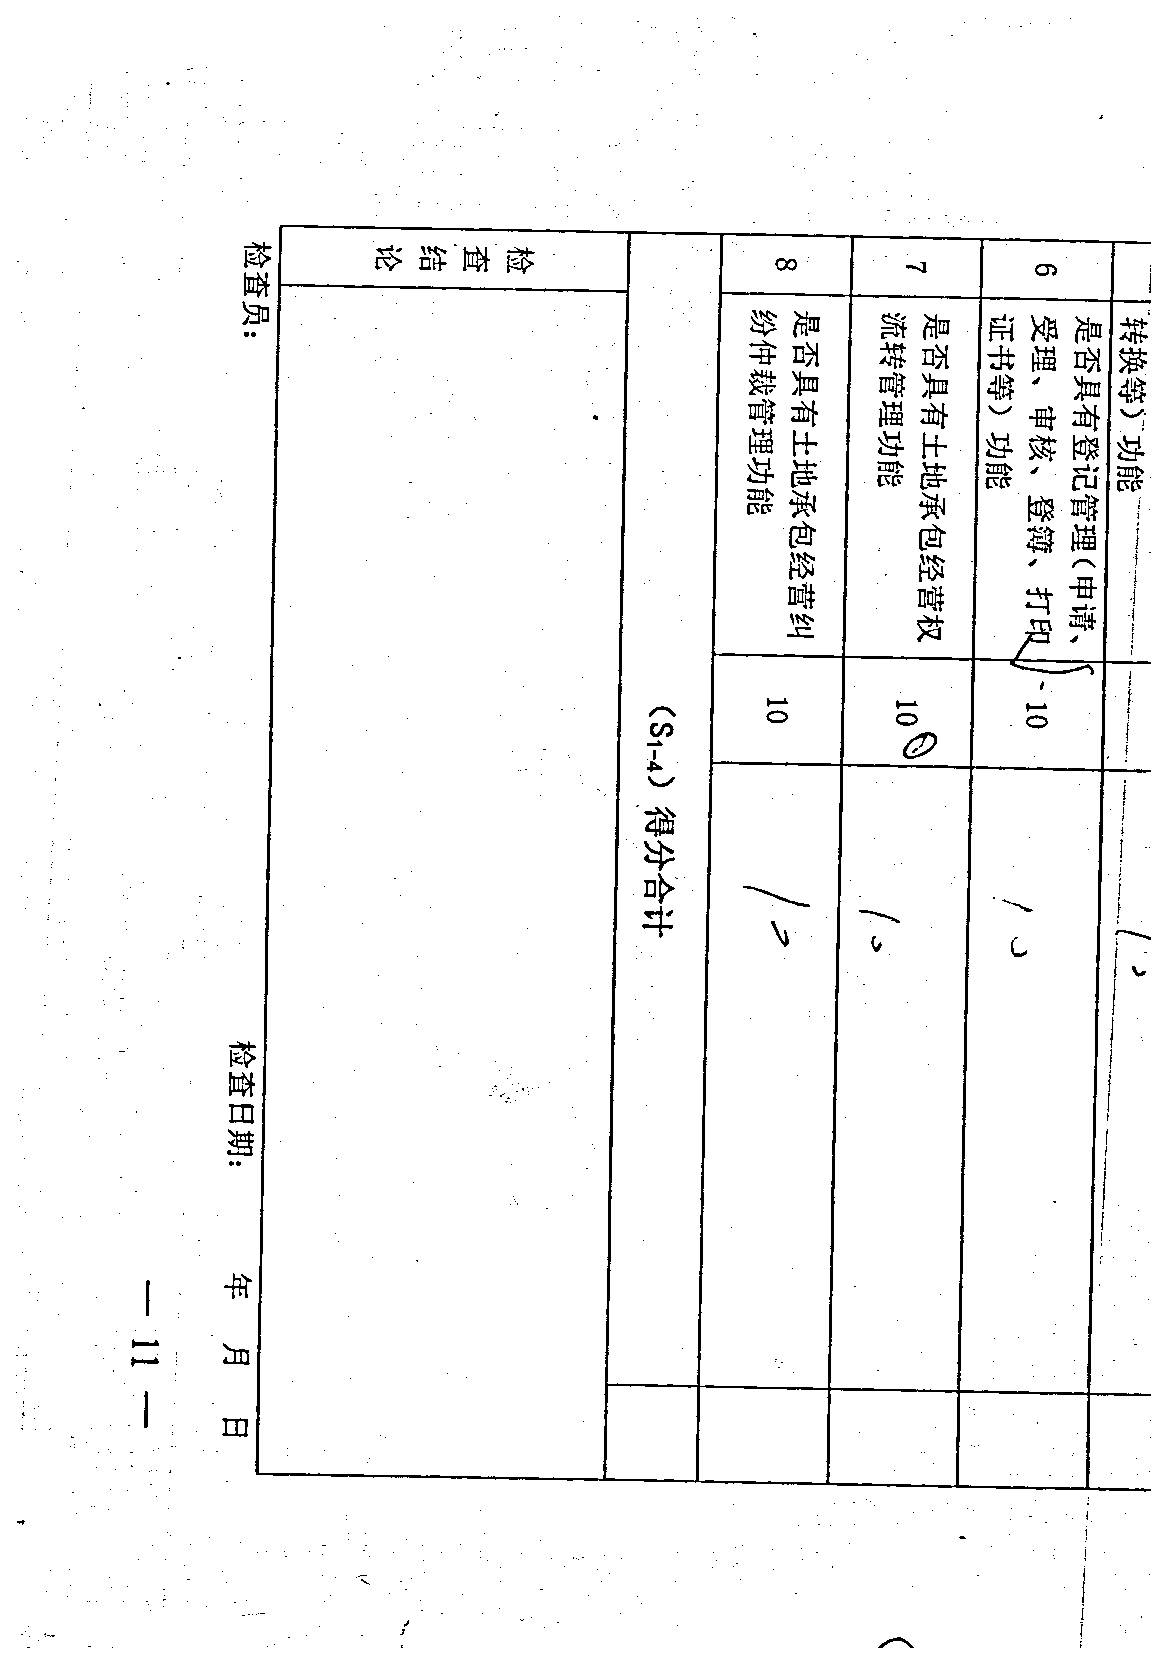 转换等）功能
10
6
是否具有登记管理（申请、
受理、审核、登簿、打印
证书等）功能
10
10
7
是否具有土地承包经营权
流转管理功能
10
10
8
是否具有土地承包经营纠
纷仲裁管理功能
10
10
（S1-4）得分合计
检查结论
检查员：
检查日期：
年 月 日
— 11 —